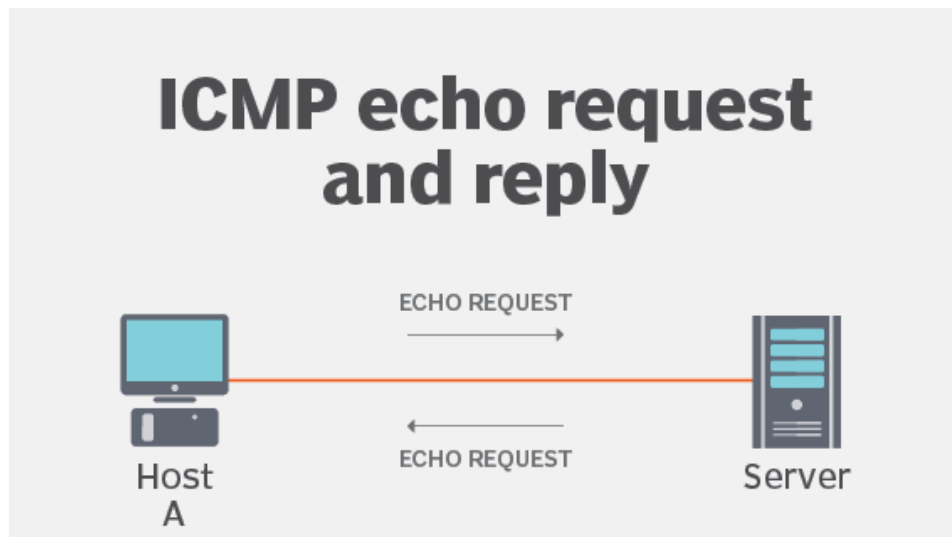 ICMP echo request
and reply
ECHO REQUEST
ECHO REQUEST
Host
A
Server